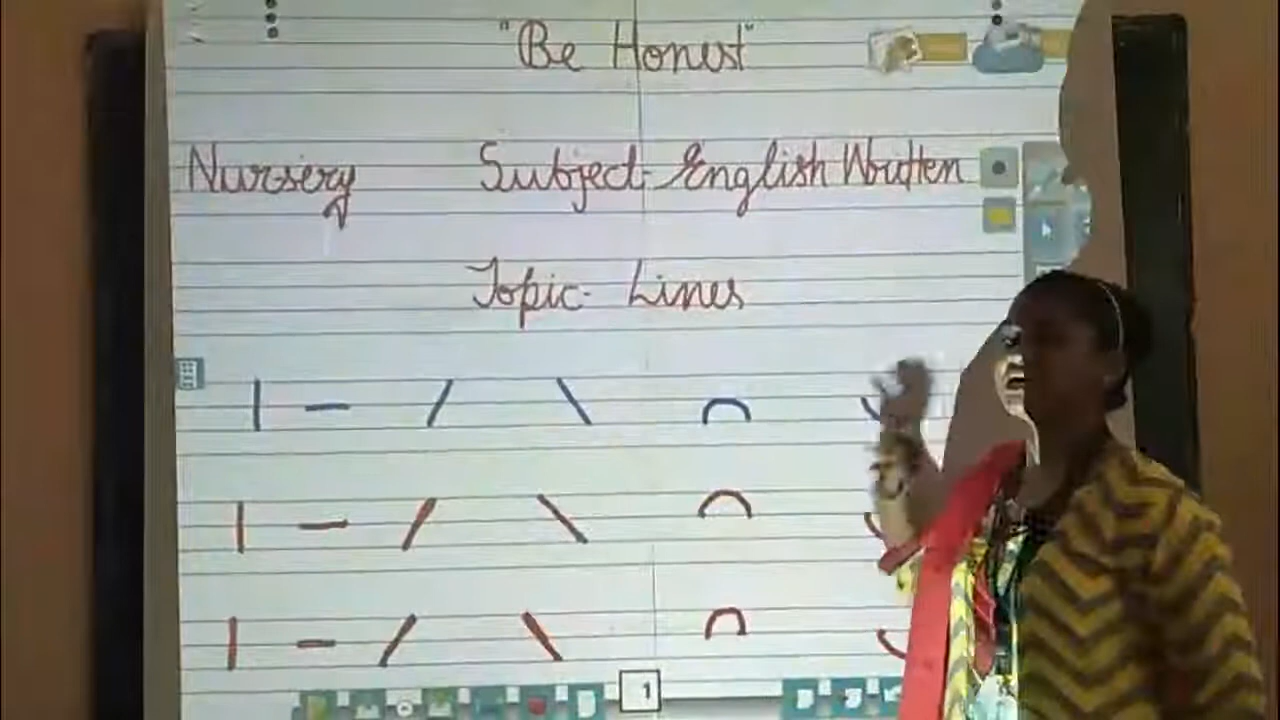 "Be Honest"
Nursery Subject- English Written
Topic- Lines
1